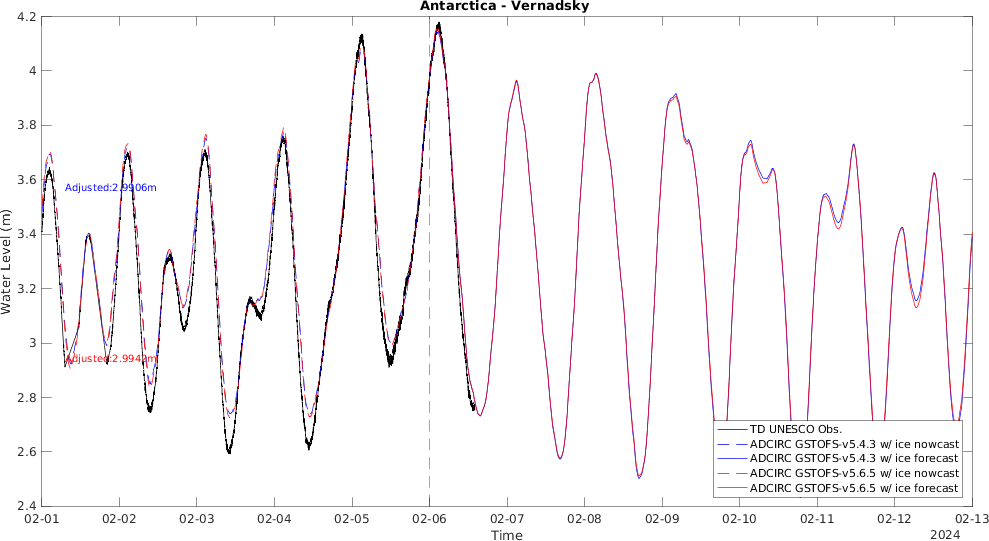 Antarctica - Vernadsky
4.2
4
3.8
3.6
3.4
3.2
3
2.8
2.6
2.4
Water Level (m)
Adjusted:2.9906m
Adjusted:2.9942m
TD UNESCO Obs.
ADCIRC GSTOFS-v5.4.3 w/ ice nowcast
ADCIRC GSTOFS-v5.4.3 w/ ice forecast
ADCIRC GSTOFS-v5.6.5 w/ ice nowcast
ADCIRC GSTOFS-v5.6.5 w/ ice forecast
02-01 02-02 02-03 02-04 02-05 02-06 02-07 02-08 02-09 02-10 02-11 02-12 02-13
Time
2024